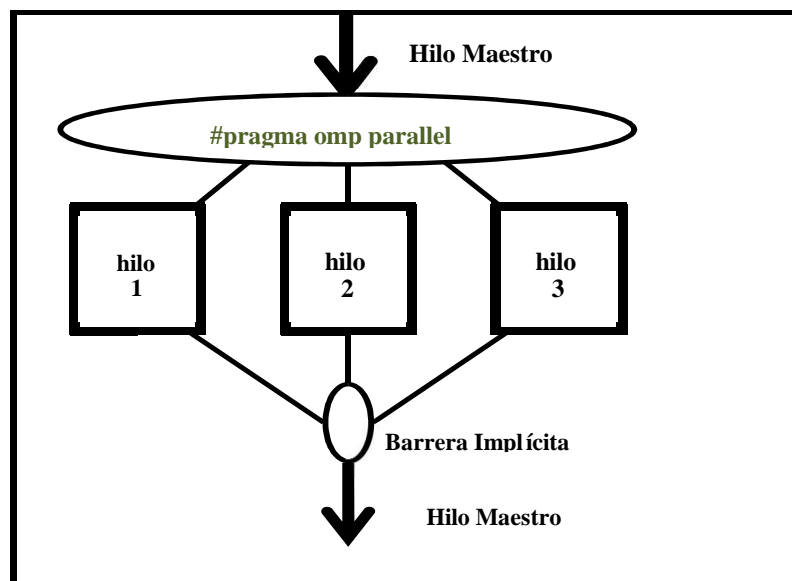 Hilo Maestro
#pragma omp parallel
hilo
1
hilo
2
hilo
3
Barrera Implícita
Hilo Maestro